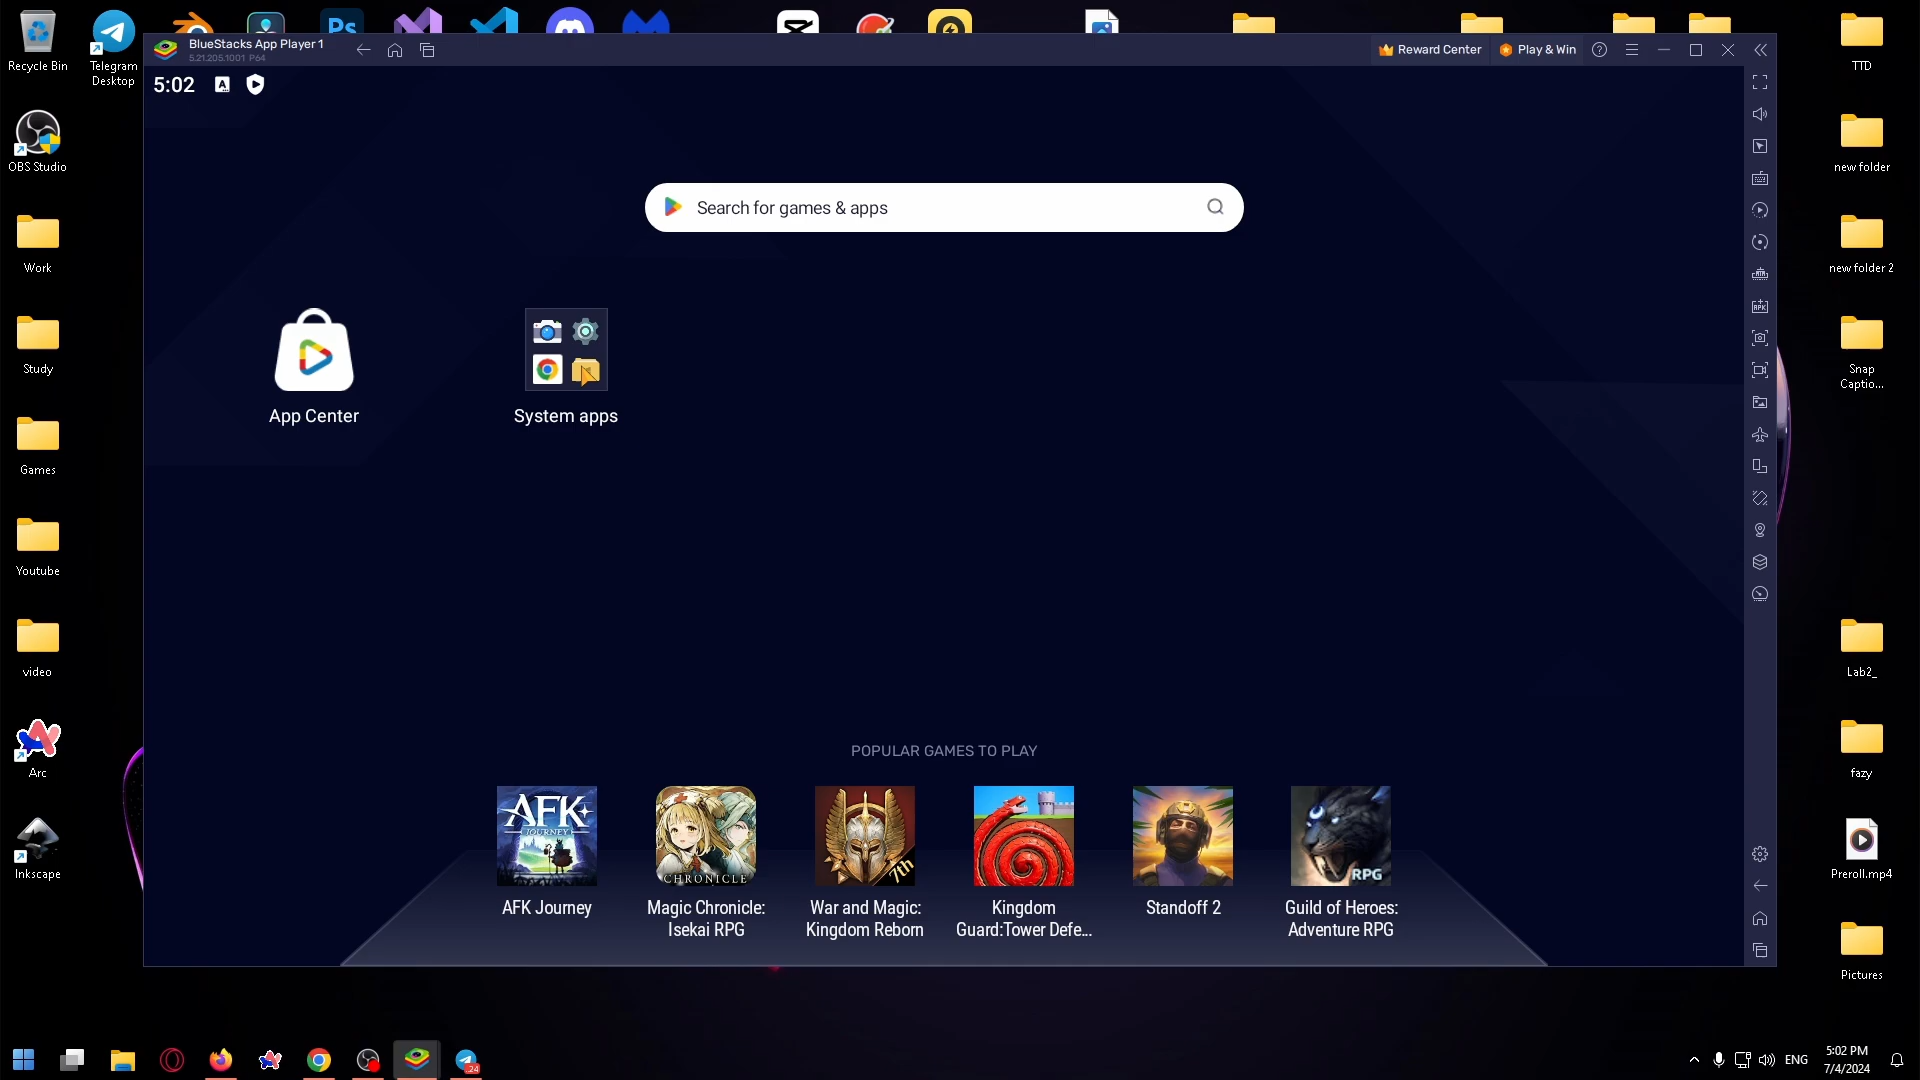 Ps
BlueStacks App Player 1
5.21.205.1001 P64
Reward Center
Play & Win
5:02
A
Recycle Bin
Telegram
Desktop
TTD
OBS Studio
new folder
Search for games & apps
APK
Work
new folder 2
Study
Snap
Captio...
App Center
System apps
Games
Youtube
video
Lab2_
POPULAR GAMES TO PLAY
Arc
fazy
AFK
JOURNEY
CHRONICLE
7th
RPG
Inkscape
Preroll.mp4
AFK Journey
Magic Chronicle:
Isekai RPG
War and Magic:
Kingdom Reborn
Kingdom
Guard:Tower Defe...
Standoff 2
Guild of Heroes:
Adventure RPG
Pictures
24
ENG
5:02 PM
7/4/2024